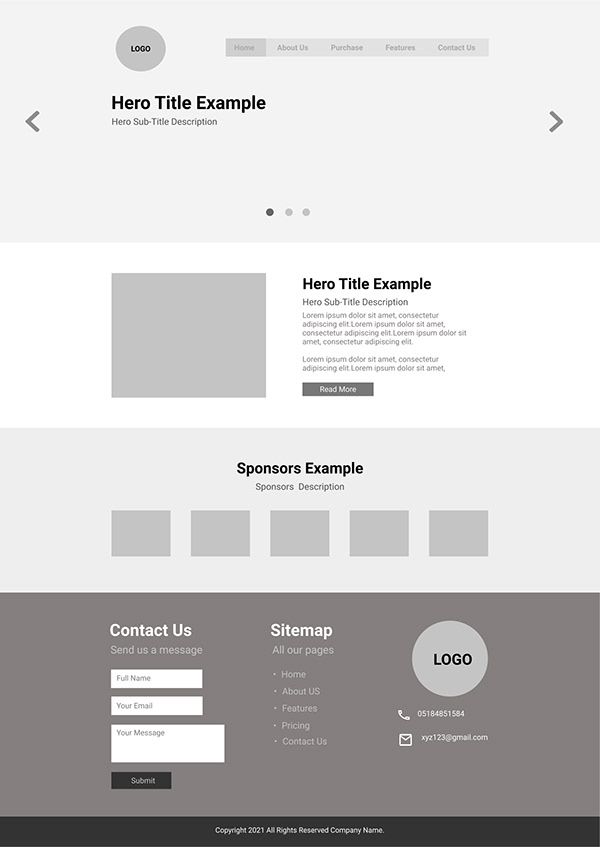 LOGO
Home About Us Purchase Features Contact Us
Hero Title Example
Hero Sub-Title Description
Hero Title Example
Hero Sub-Title Description
Lorem ipsum dolor sit amet, consectetur
adipiscing elit.Lorem ipsum dolor sit amet,
consectetur adipiscing elit.Lorem ipsum dolor sit
amet, consectetur adipiscing elit.
Lorem ipsum dolor sit amet, consectetur
adipiscing elit.Lorem ipsum dolor sit amet,
Read More
Sponsors Example
Sponsors Description
Contact Us
Send us a message
Full Name
Your Email
Your Message
Submit
Sitemap
All our pages
• Home
• About US
• Features
• Pricing
• Contact Us
LOGO
05184851584
xyz123@gmail.com
Copyright 2021 All Rights Reserved Company Name.